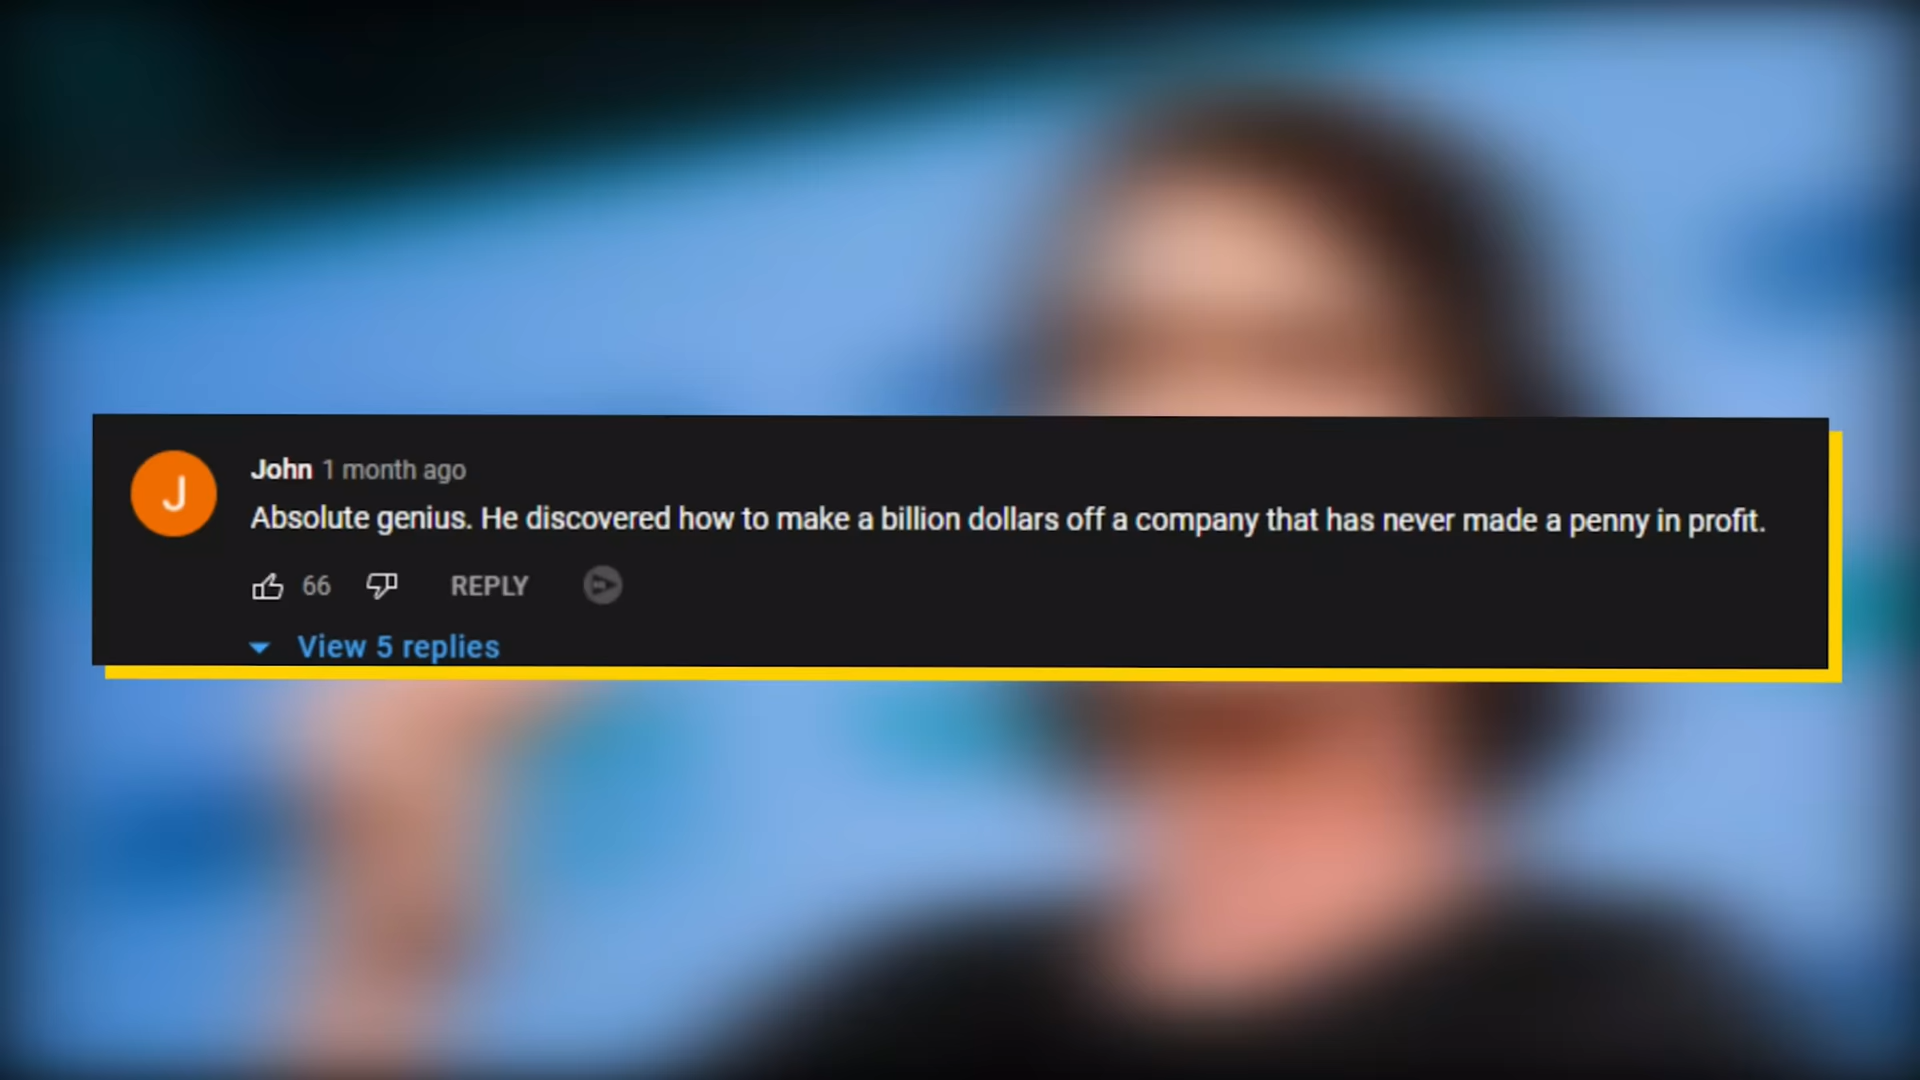 J
John 1 month ago
Absolute genius. He discovered how to make a billion dollars off a company that has never made a penny in profit.
66 REPLY
View 5 replies